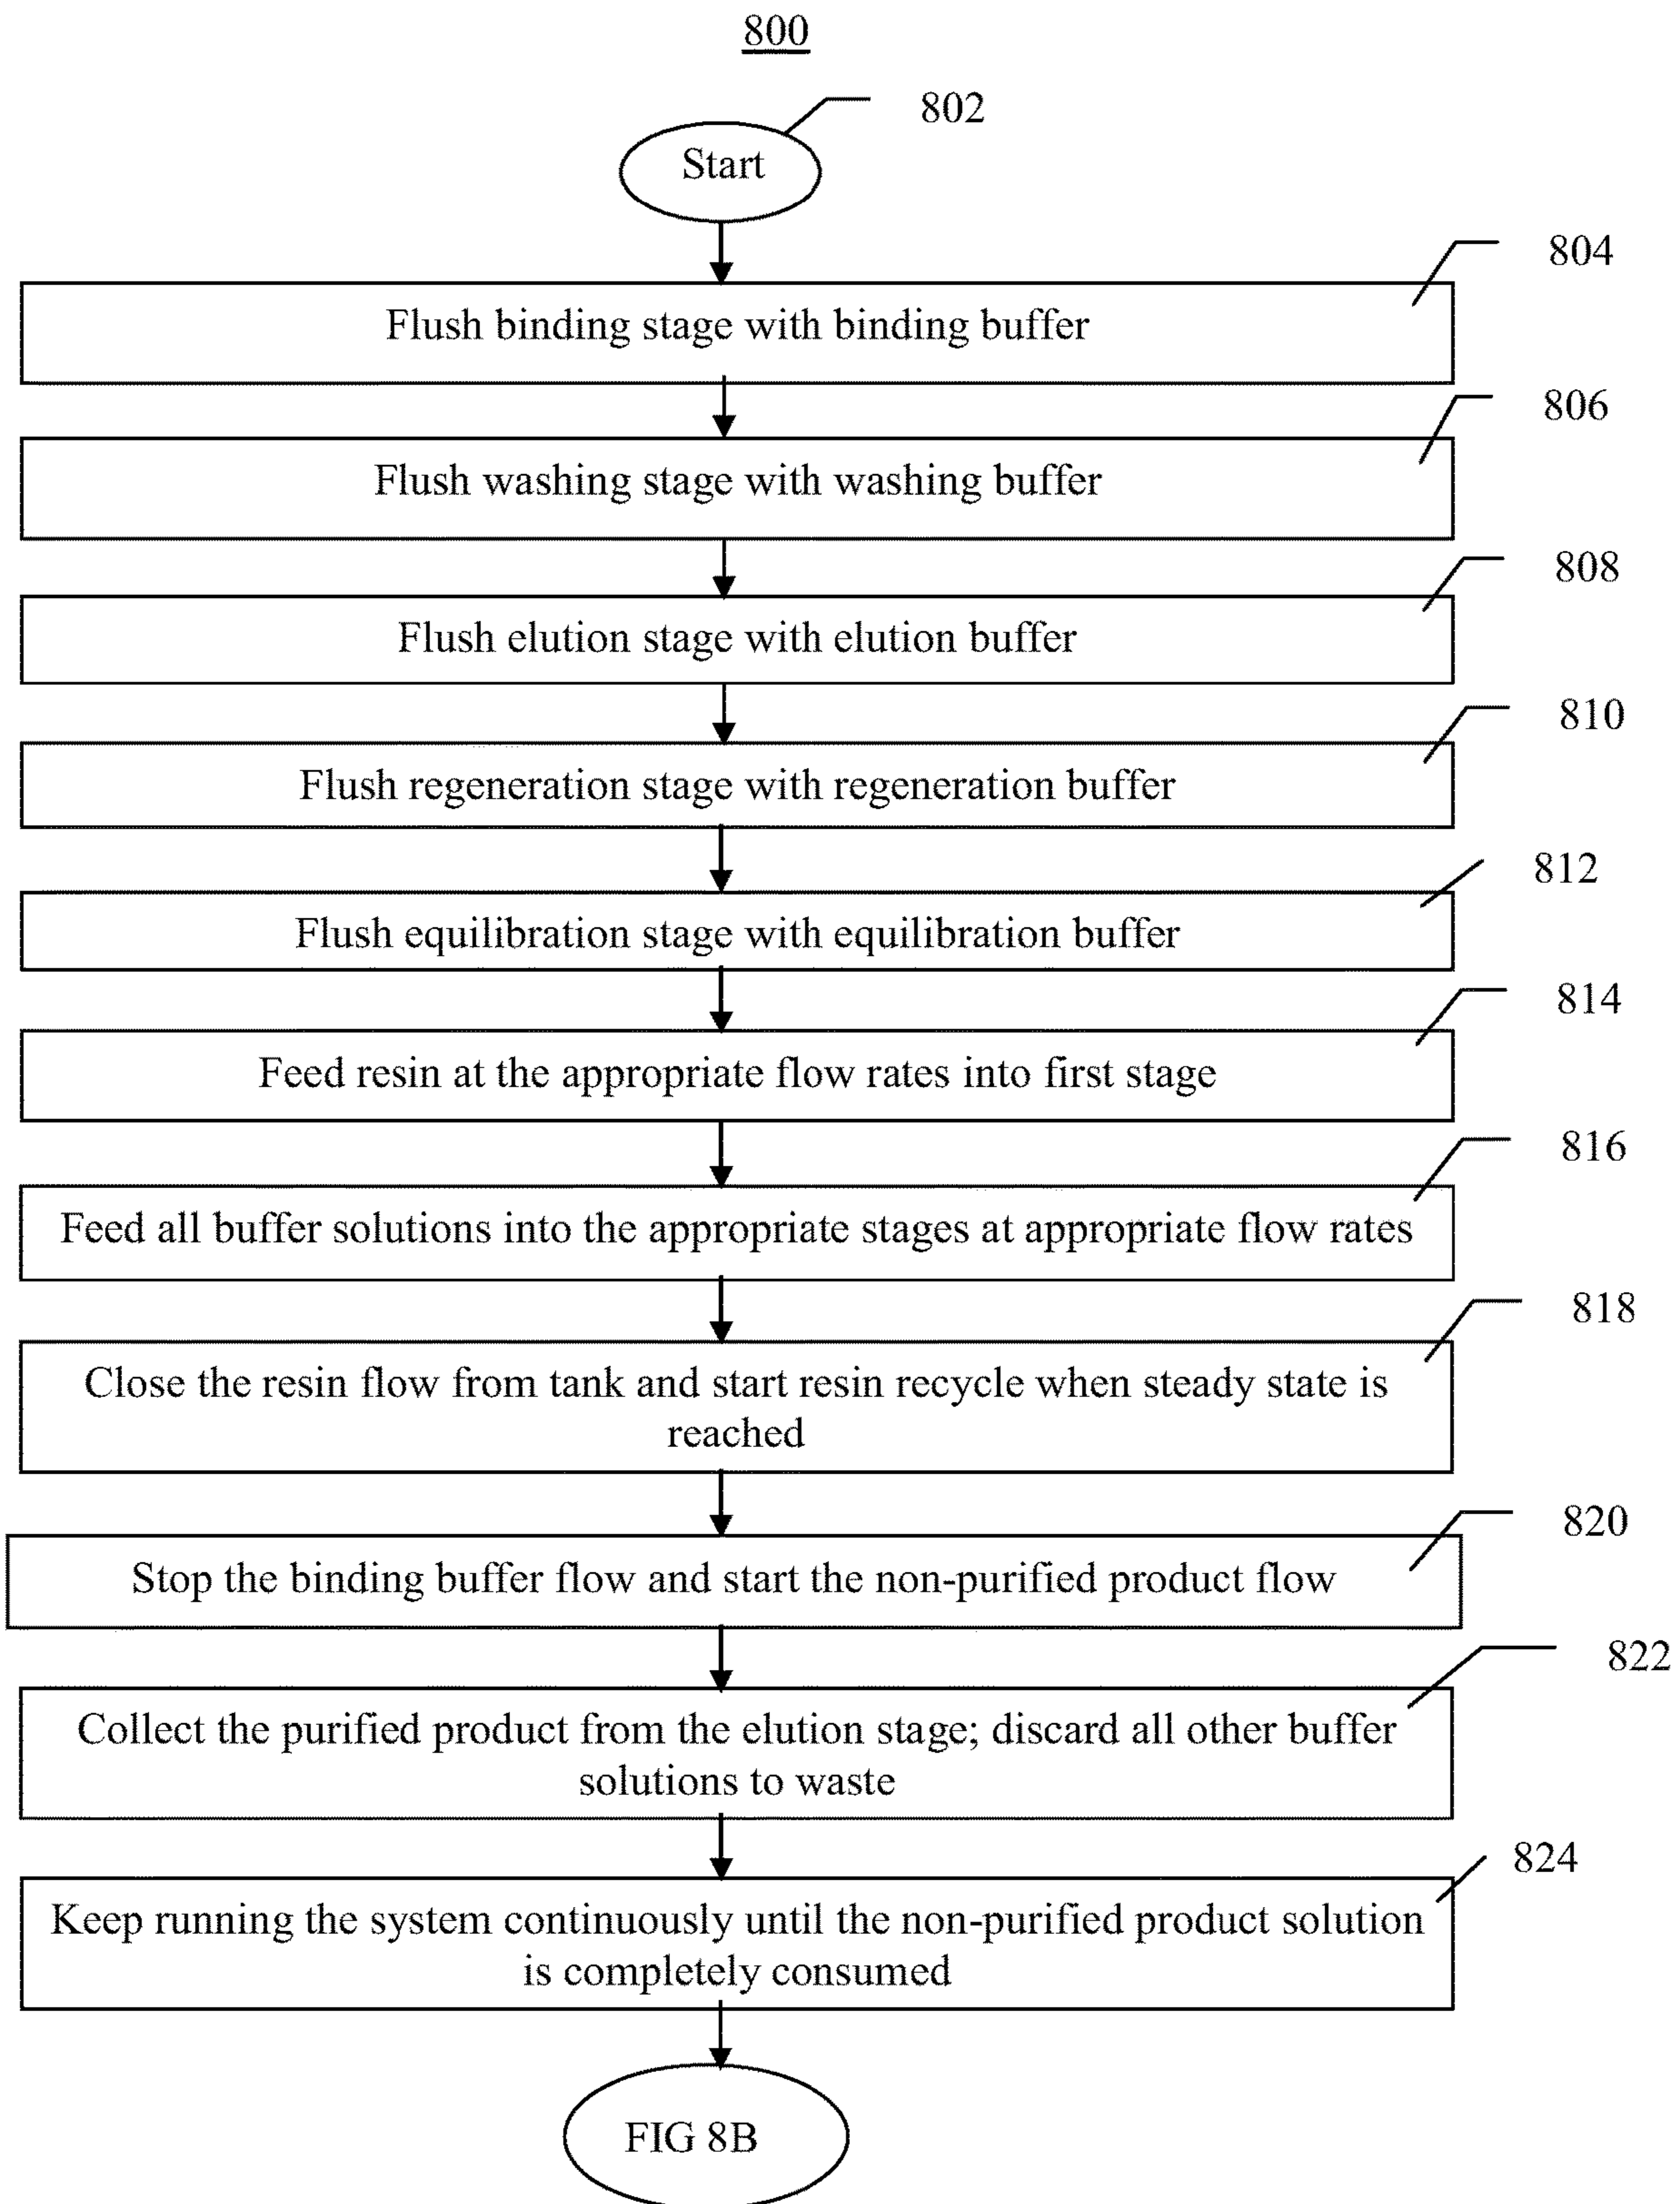 800
802
Start
804
Flush binding stage with binding buffer
806
Flush washing stage with washing buffer
808
Flush elution stage with elution buffer
810
Flush regeneration stage with regeneration buffer
812
Flush equilibration stage with equilibration buffer
814
Feed resin at the appropriate flow rates into first stage
816
Feed all buffer solutions into the appropriate stages at appropriate flow rates
818
Close the resin flow from tank and start resin recycle when steady state is
reached
820
Stop the binding buffer flow and start the non-purified product flow
822
Collect the purified product from the elution stage; discard all other buffer
solutions to waste
824
Keep running the system continuously until the non-purified product solution
is completely consumed
FIG 8B